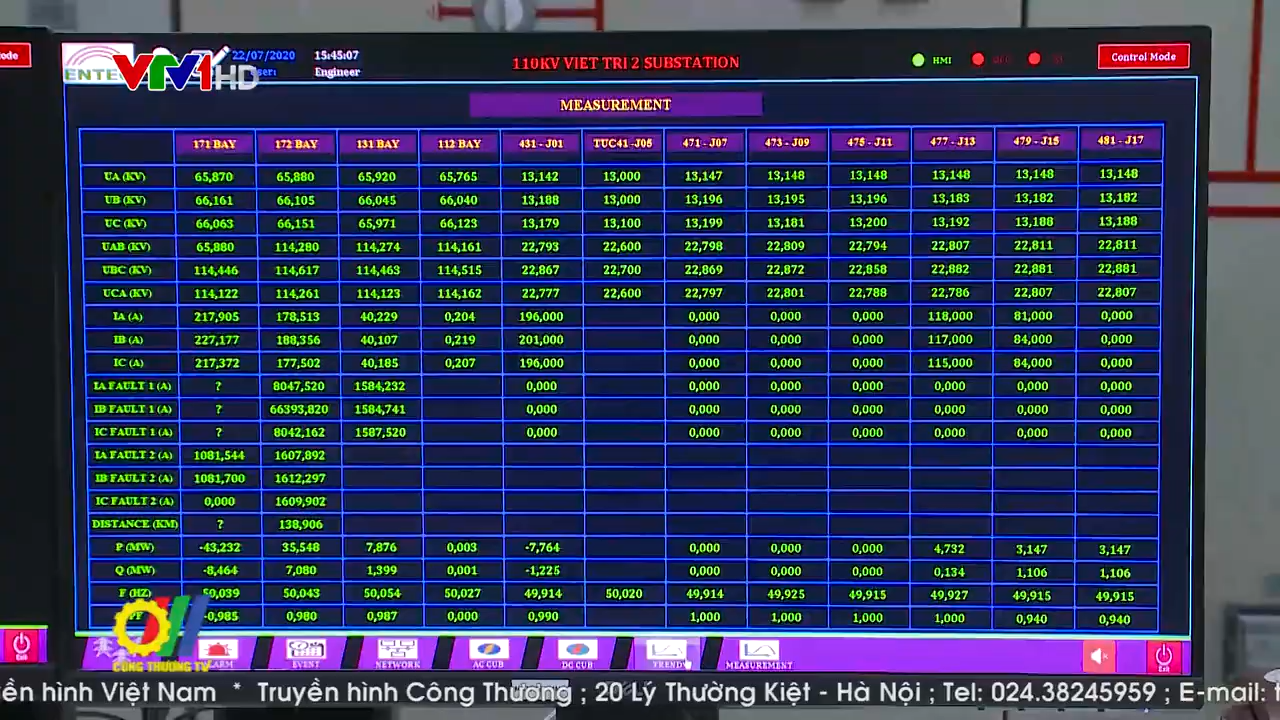 VTV1 HD
ENTE
22/07/2020 15:45:07
Engineer
110KV VIET TRI 2 SUBSTATION
HMI
Control Mode
MEASUREMENT
171 BAY 172 BAY 131 BAY 112 BAY 431 - J01 TUC41 -J05 471 - J07 473 - J09 475 - J11 477 - J13 479 - J15 481 - J17
UA (KV) 65,870 65,880 65,920 65,765 13,142 13,000 13,147 13,148 13,148 13,148 13,148 13,148
UB (KV) 66,161 66,105 66,045 66,040 13,188 13,000 13,196 13,195 13,196 13,183 13,182 13,182
UC (KV) 66,063 66,151 65,971 66,123 13,179 13,100 13,199 13,181 13,200 13,192 13,188 13,188
UAB (KV) 65,880 114,280 114,274 114,161 22,793 22,600 22,798 22,809 22,794 22,807 22,811 22,811
UBC (KV) 114,446 114,617 114,463 114,515 22,867 22,700 22,869 22,872 22,858 22,882 22,881 22,881
UCA (KV) 114,122 114,261 114,123 114,162 22,777 22,600 22,797 22,801 22,788 22,786 22,807 22,807
IA (A) 217,905 178,513 40,229 0,204 196,000 0,000 0,000 0,000 118,000 81,000 0,000
IB (A) 227,177 188,356 40,107 0,219 201,000 0,000 0,000 0,000 117,000 84,000 0,000
IC (A) 217,372 177,502 40,185 0,207 196,000 0,000 0,000 0,000 115,000 84,000 0,000
IA FAULT 1 (A) ? 8047,520 1584,232 0,000 0,000 0,000 0,000 0,000 0,000 0,000
IB FAULT 1 (A) ? 66393,820 1584,741 0,000 0,000 0,000 0,000 0,000 0,000 0,000
IC FAULT 1 (A) ? 8042,162 1587,520 0,000 0,000 0,000 0,000 0,000 0,000 0,000
IA FAULT 2 (A) 1081,544 1607,892
IB FAULT 2 (A) 1081,700 1612,297
IC FAULT 2 (A) 0,000 1609,902
DISTANCE (KM) ? 138,906
P (MW) -43,232 35,548 7,876 0,003 -7,764 0,000 0,000 0,000 4,732 3,147 3,147
Q (MW) -8,464 7,080 1,399 0,001 -1,225 0,000 0,000 0,000 0,134 1,106 1,106
F (HZ) 50,039 50,043 50,054 50,027 49,914 50,020 49,914 49,925 49,915 49,927 49,915 49,915
-0,985 0,980 0,987 0,000 0,990 1,000 1,000 1,000 1,000 0,940 0,940
CÔNG THƯƠNG TV
EVENT NETWORK AC CUB DC CUB TREND MEASUREMENT Exit
Exit
ền hình Việt Nam * Truyền hình Công Thương ; 20 Lý Thường Kiệt - Hà Nội ; Tel: 024.38245959 ; E-mail: